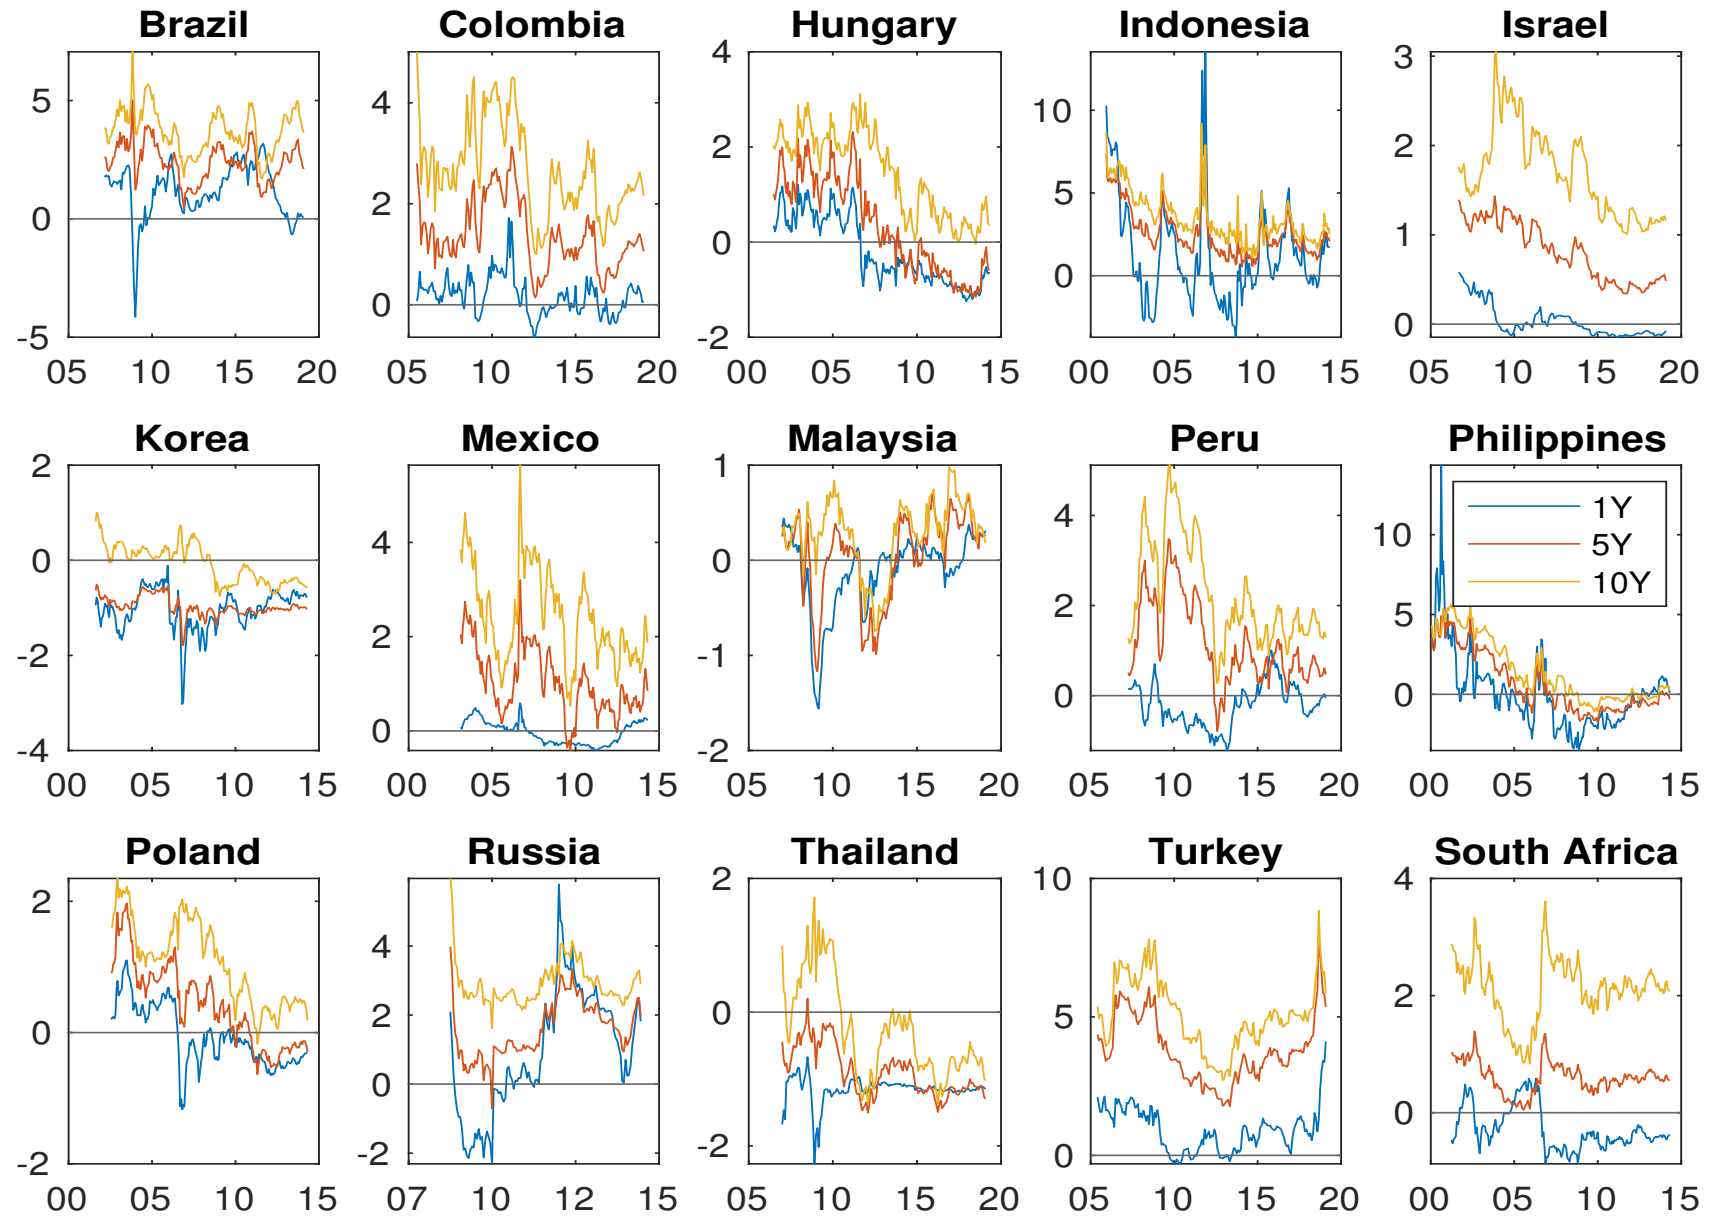 Brazil Colombia Hungary Indonesia Israel
5 0 -5 05 10 15 20
4 2 0 05 10 15 20
4 2 0 -2 00 05 10 15
10 5 0 00 05 10 15
3 2 1 0 05 10 15 20
Korea Mexico Malaysia Peru Philippines
2 0 -2 -4 00 05 10 15
4 2 0 00 05 10 15
1 0 -1 -2 05 10 15 20
4 2 0 05 10 15 20
10 5 0 00 05 10 15
1Y
5Y
10Y
Poland Russia Thailand Turkey South Africa
2 0 -2 00 05 10 15
4 2 0 -2 07 10 12 15
2 0 -2 05 10 15 20
10 5 0 05 10 15 20
4 2 0 00 05 10 15